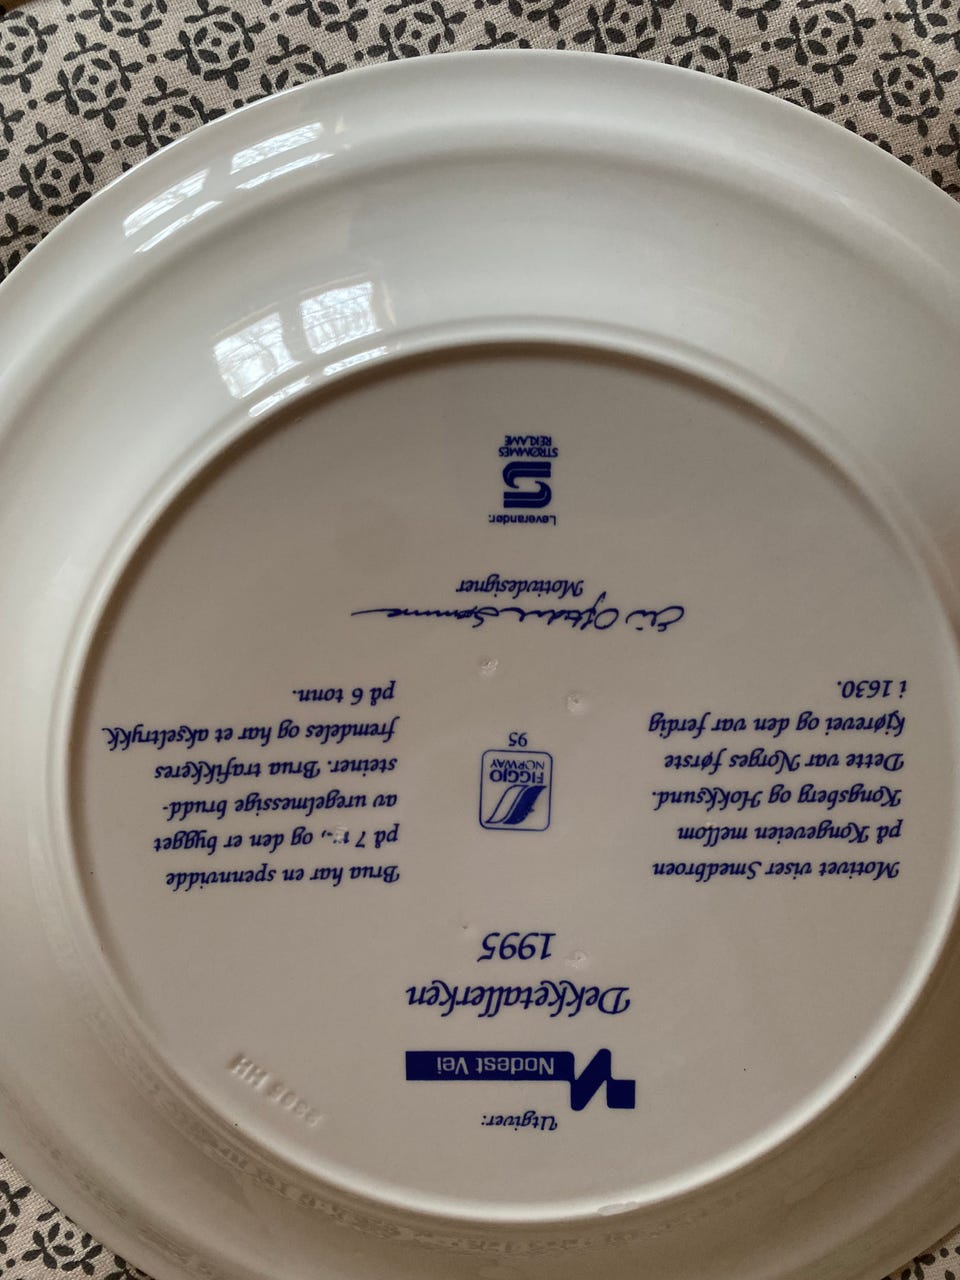 Utgiver:
Nodest Vei
Dekketallerken
1995
Motivet viser Smedbroen
på Kongeveien mellom
Kongsberg og Hokksund.
Dette var Norges første
kjørevei og den var ferdig
i 1630.
FIGGJO
NORWAY
95
Brua har en spennvidde
på 7 og den er bygget
av uregelmessige brudd-
steiner. Brua trafikkeres
fremdeles og har et akseltrykk
på 6 tonn.
Motivdesigner
Leverandør:
STRØMMES
REKLAME